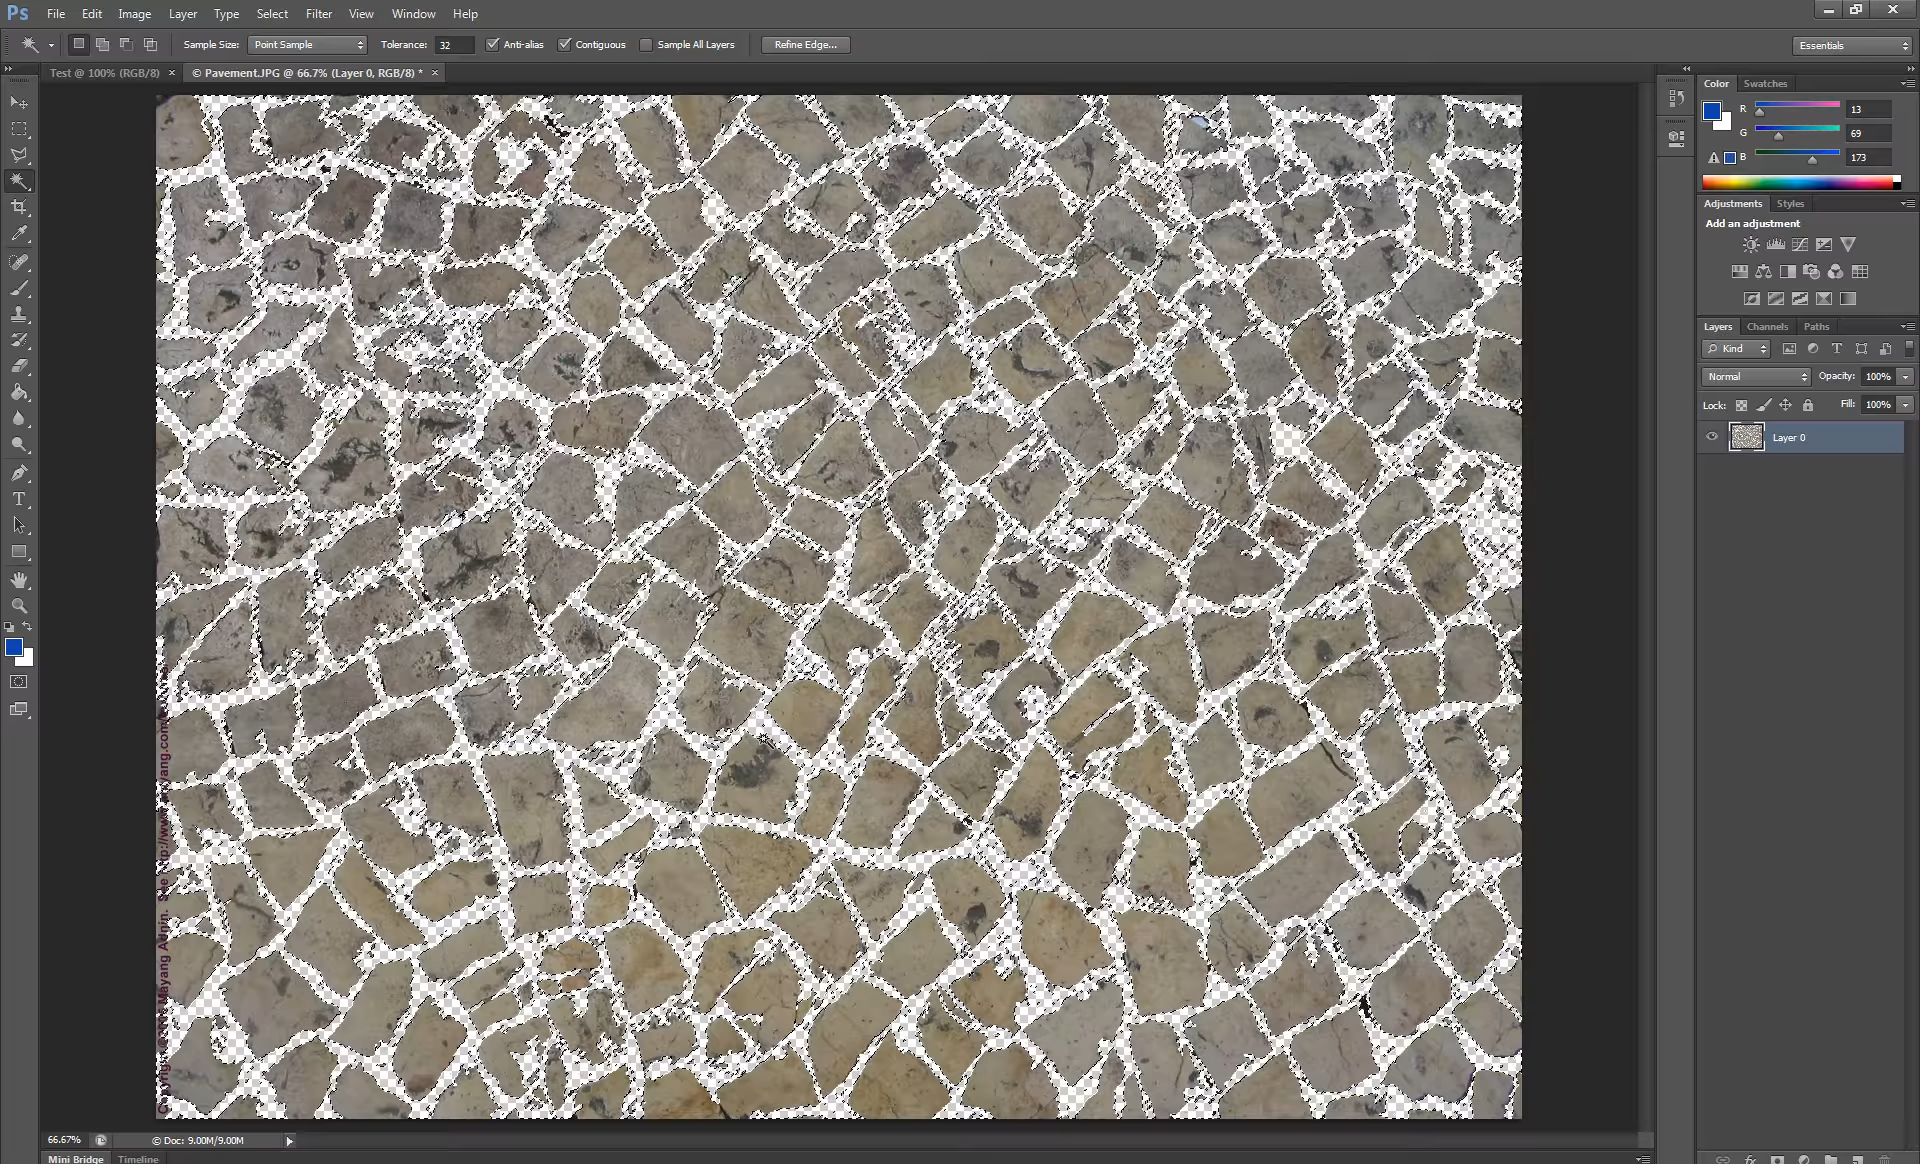 Ps File Edit Image Layer Type Select Filter View Window Help
Sample Size: Point Sample Tolerance: 32 Anti-alias Contiguous Sample All Layers Refine Edge... Essentials
Test @ 100% (RGB/8) × © Pavement.JPG @ 66.7% (Layer 0, RGB/8) * ×
Color Swatches
R 13
G 69
B 173
Adjustments Styles
Add an adjustment
Layers Channels Paths
Kind
Normal Opacity: 100%
Lock: Fill: 100%
Layer 0
Mayang Adnin.
66.67% © Doc: 9.00M/9.00M
Mini Bridge Timeline